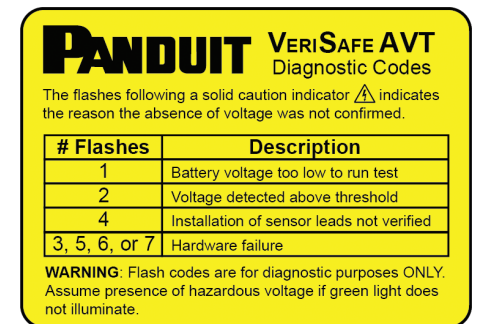 PANDUIT VERISAFE AVT
Diagnostic Codes
The flashes following a solid caution indicator indicates
the reason the absence of voltage was not confirmed.
# Flashes Description
1 Battery voltage too low to run test
2 Voltage detected above threshold
4 Installation of sensor leads not verified
3, 5, 6, or 7 Hardware failure
WARNING: Flash codes are for diagnostic purposes ONLY.
Assume presence of hazardous voltage if green light does
not illuminate.